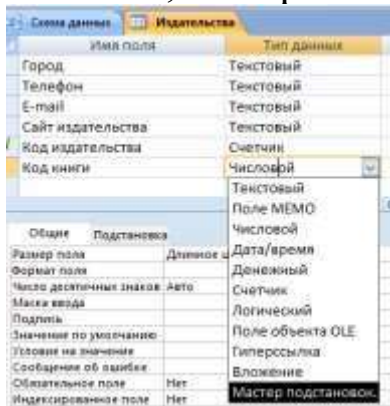 Схема данных Издательства
Имя поля Тип данных
Город Текстовый
Телефон Текстовый
E-mail Текстовый
Сайт издательства Текстовый
Код издательства Счетчик
Код книги Числовой
Текстовый
Поле МЕМО
Числовой
Дата/время
Денежный
Счетчик
Логический
Поле объекта OLE
Гиперссылка
Вложение
Мастер подстановок
Общие Подстановка
Размер поля Длинное ц
Формат поля
Число десятичных знаков Авто
Маска ввода
Подпись
Значение по умолчанию
Условие на значение
Сообщение об ошибке
Обязательное поле Нет
Индексированное поле Нет